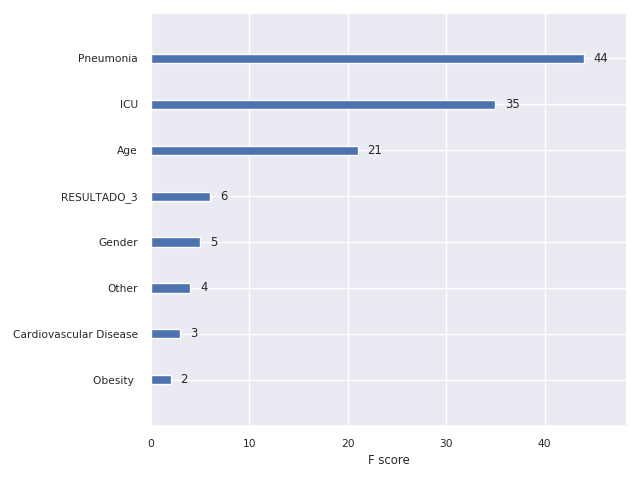 Pneumonia 44
ICU 35
Age 21
RESULTADO_3 6
Gender 5
Other 4
Cardiovascular Disease 3
Obesity 2
0 10 20 30 40
F score